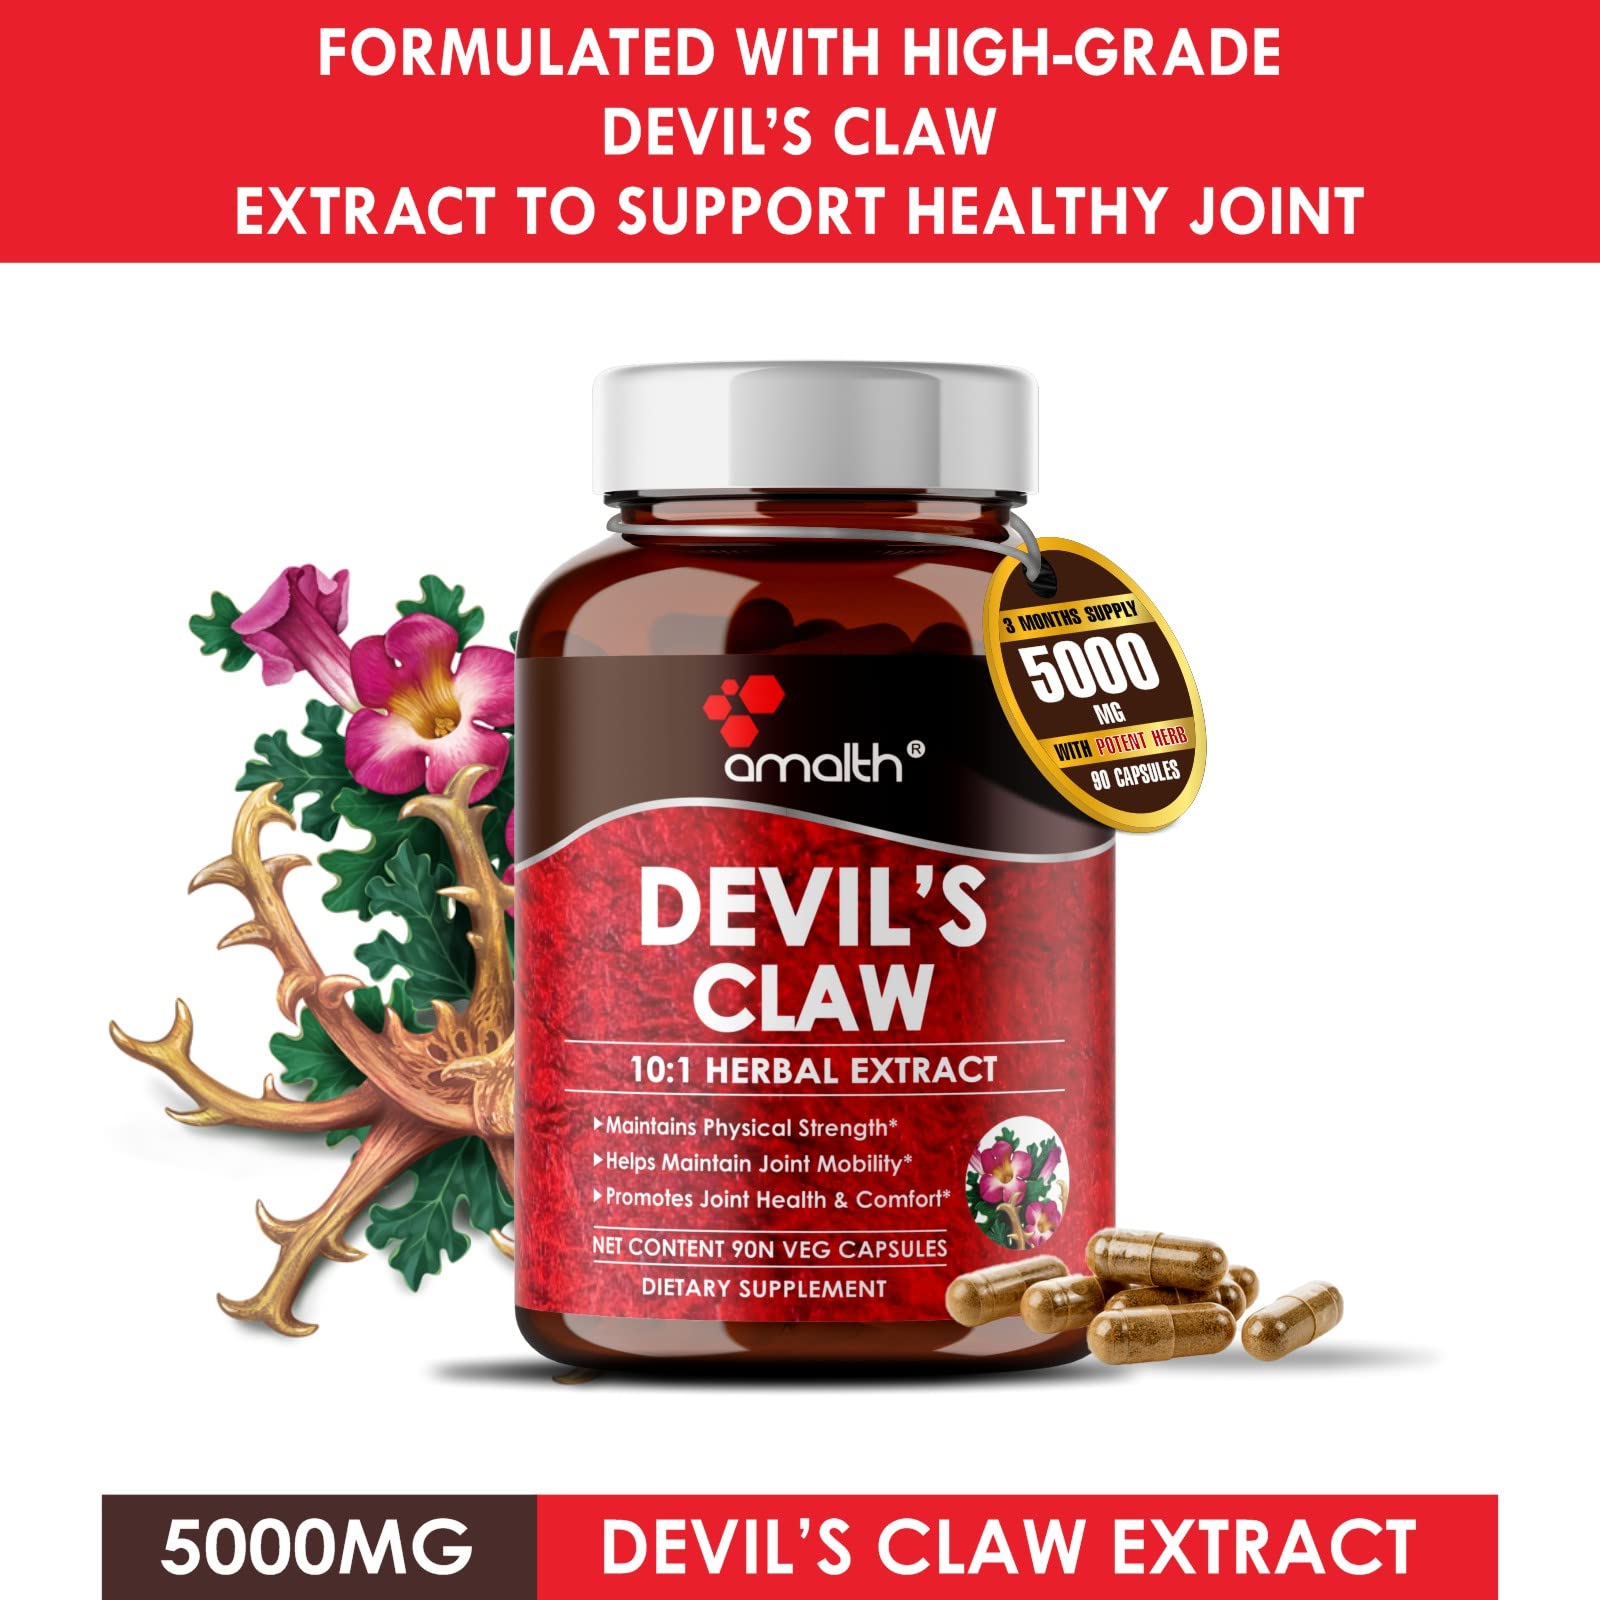 FORMULATED WITH HIGH-GRADE
DEVIL'S CLAW
EXTRACT TO SUPPORT HEALTHY JOINT
3 MONTHS SUPPLY
5000
MG
WITH POTENT HERB
90 CAPSULES
amalth®
DEVIL'S
CLAW
10:1 HERBAL EXTRACT
Maintains Physical Strength*
Helps Maintain Joint Mobility*
Promotes Joint Health & Comfort*
NET CONTENT 90N VEG CAPSULES
DIETARY SUPPLEMENT
5000MG
DEVIL'S CLAW EXTRACT